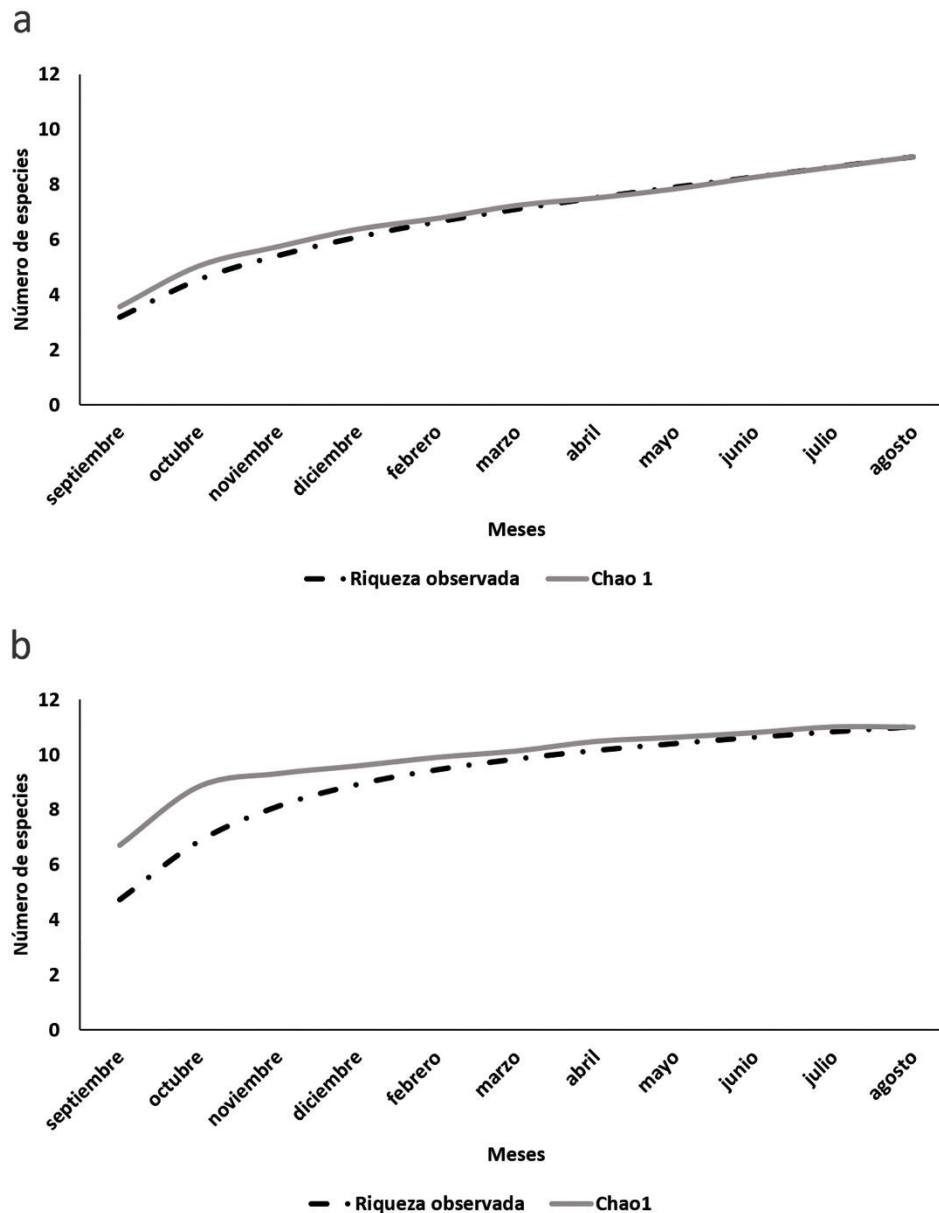 a
Número de especies
12
10
8
6
4
2
0
septiembre
octubre
noviembre
diciembre
febrero
marzo
abril
mayo
junio
julio
agosto
Meses
Riqueza observada
Chao 1
b
Número de especies
12
10
8
6
4
2
0
septiembre
octubre
noviembre
diciembre
febrero
marzo
abril
mayo
junio
julio
agosto
Meses
Riqueza observada
Chao1